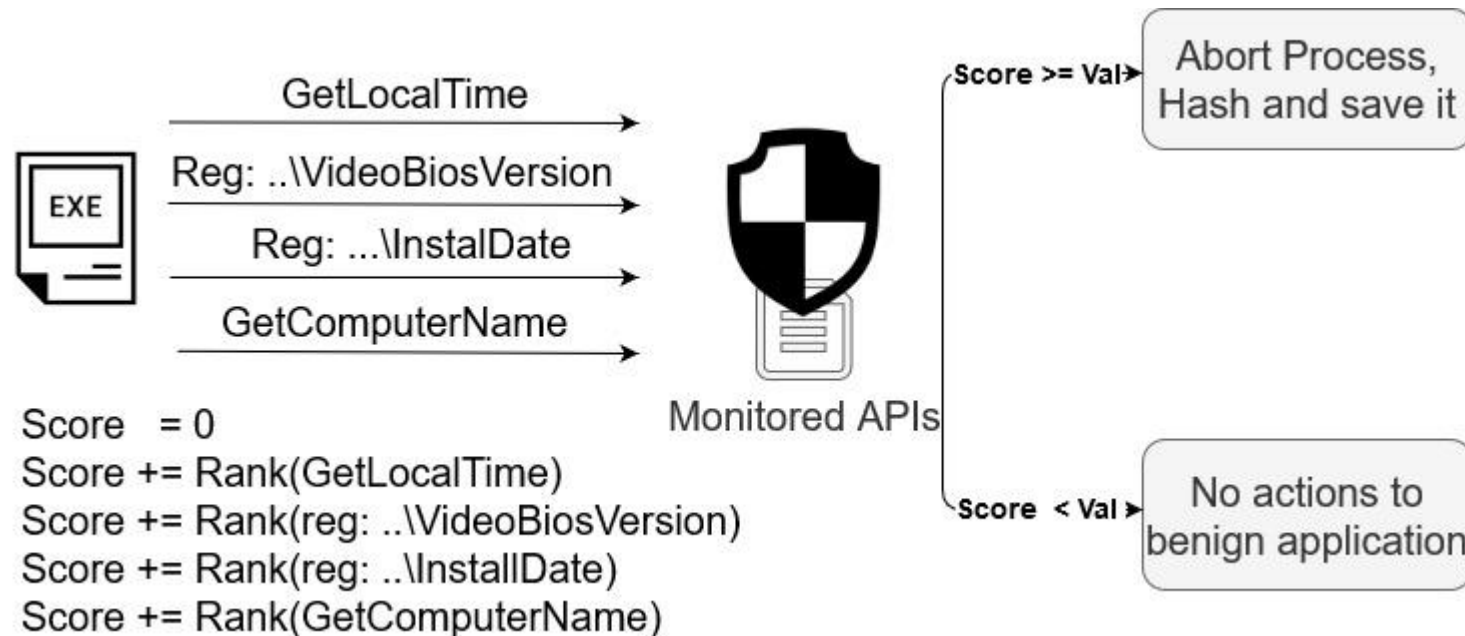 GetLocalTime
Reg: ..\VideoBiosVersion
Reg: ...\InstalDate
GetComputerName
EXE
Score = 0
Score += Rank(GetLocalTime)
Score += Rank(reg: ..\VideoBiosVersion)
Score += Rank(reg: ..\InstallDate)
Score += Rank(GetComputerName)
Monitored APIs
Score >= Val
Abort Process,
Hash and save it
Score < Val
No actions to
benign application